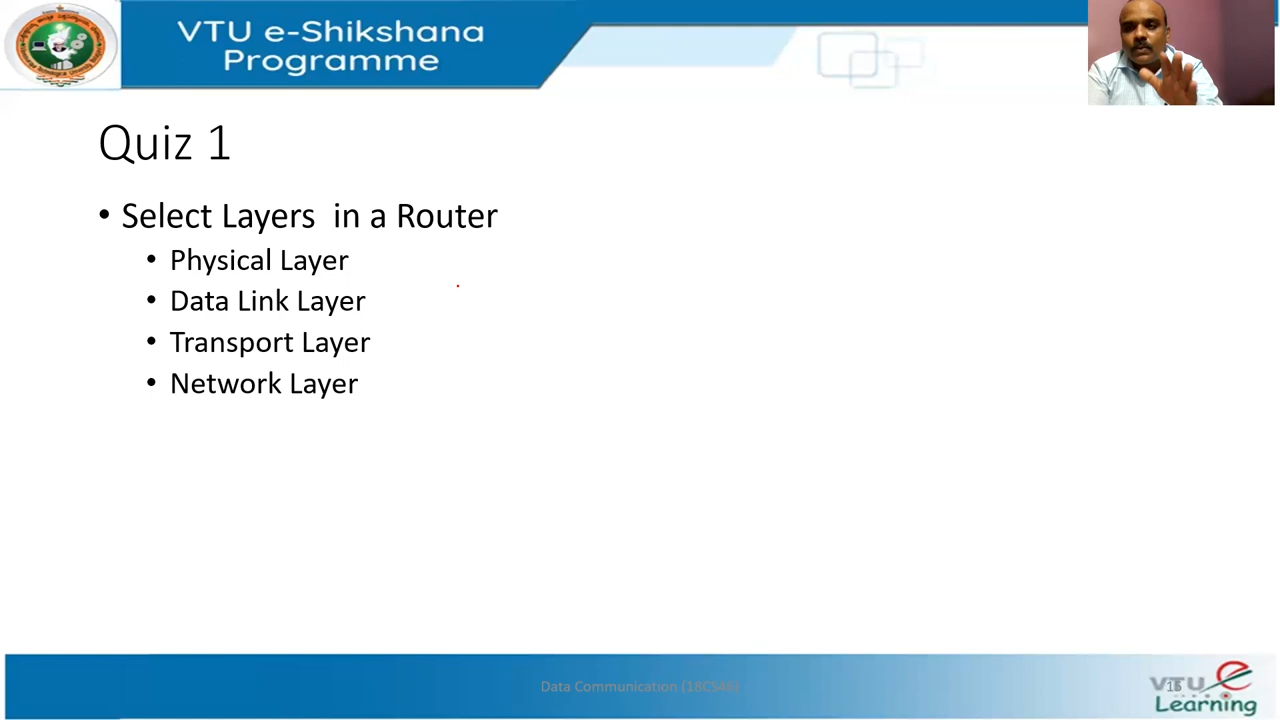 VTU e-Shikshana
Programme
Quiz 1
• Select Layers in a Router
• Physical Layer
• Data Link Layer
• Transport Layer
• Network Layer
Data Communication (18CS46)
VTU e
Learning